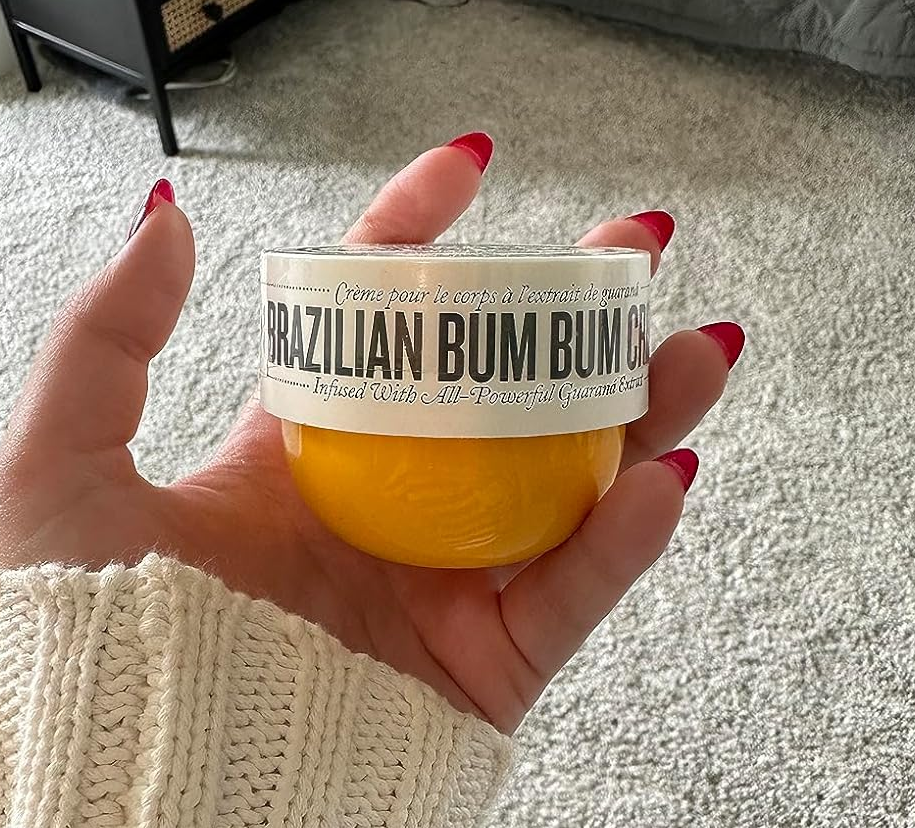 Crème pour le corps à l'extrait de guaraná
BRAZILIAN BUM BUM
Infused With All-Powerful Guaraná Extract